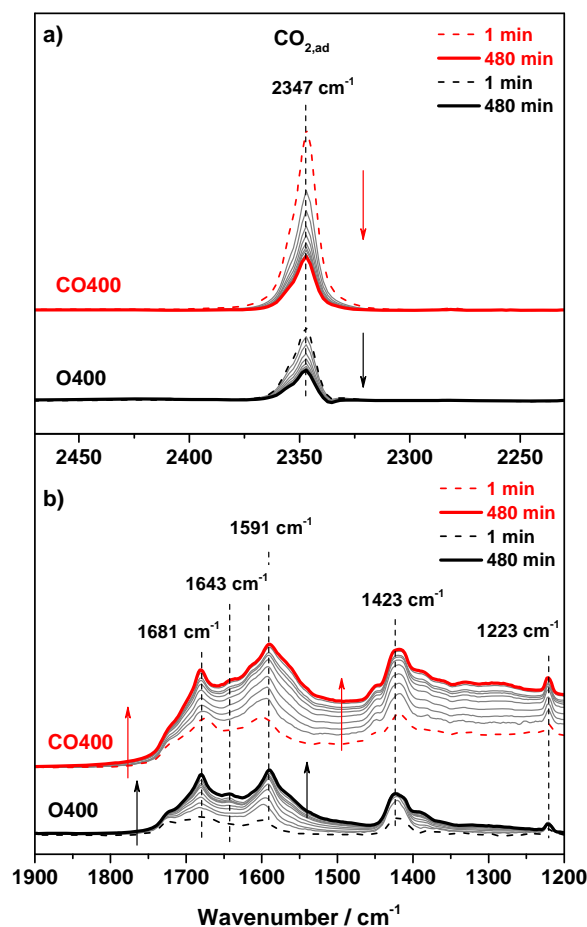 a)
CO2,ad
2347 cm-1
1 min
480 min
1 min
480 min
CO400
O400
2450 2400 2350 2300 2250
b)
1 min
480 min
1 min
480 min
1591 cm-1
1643 cm-1
1681 cm-1
1423 cm-1
1223 cm-1
CO400
O400
1900 1800 1700 1600 1500 1400 1300 1200
Wavenumber / cm-1